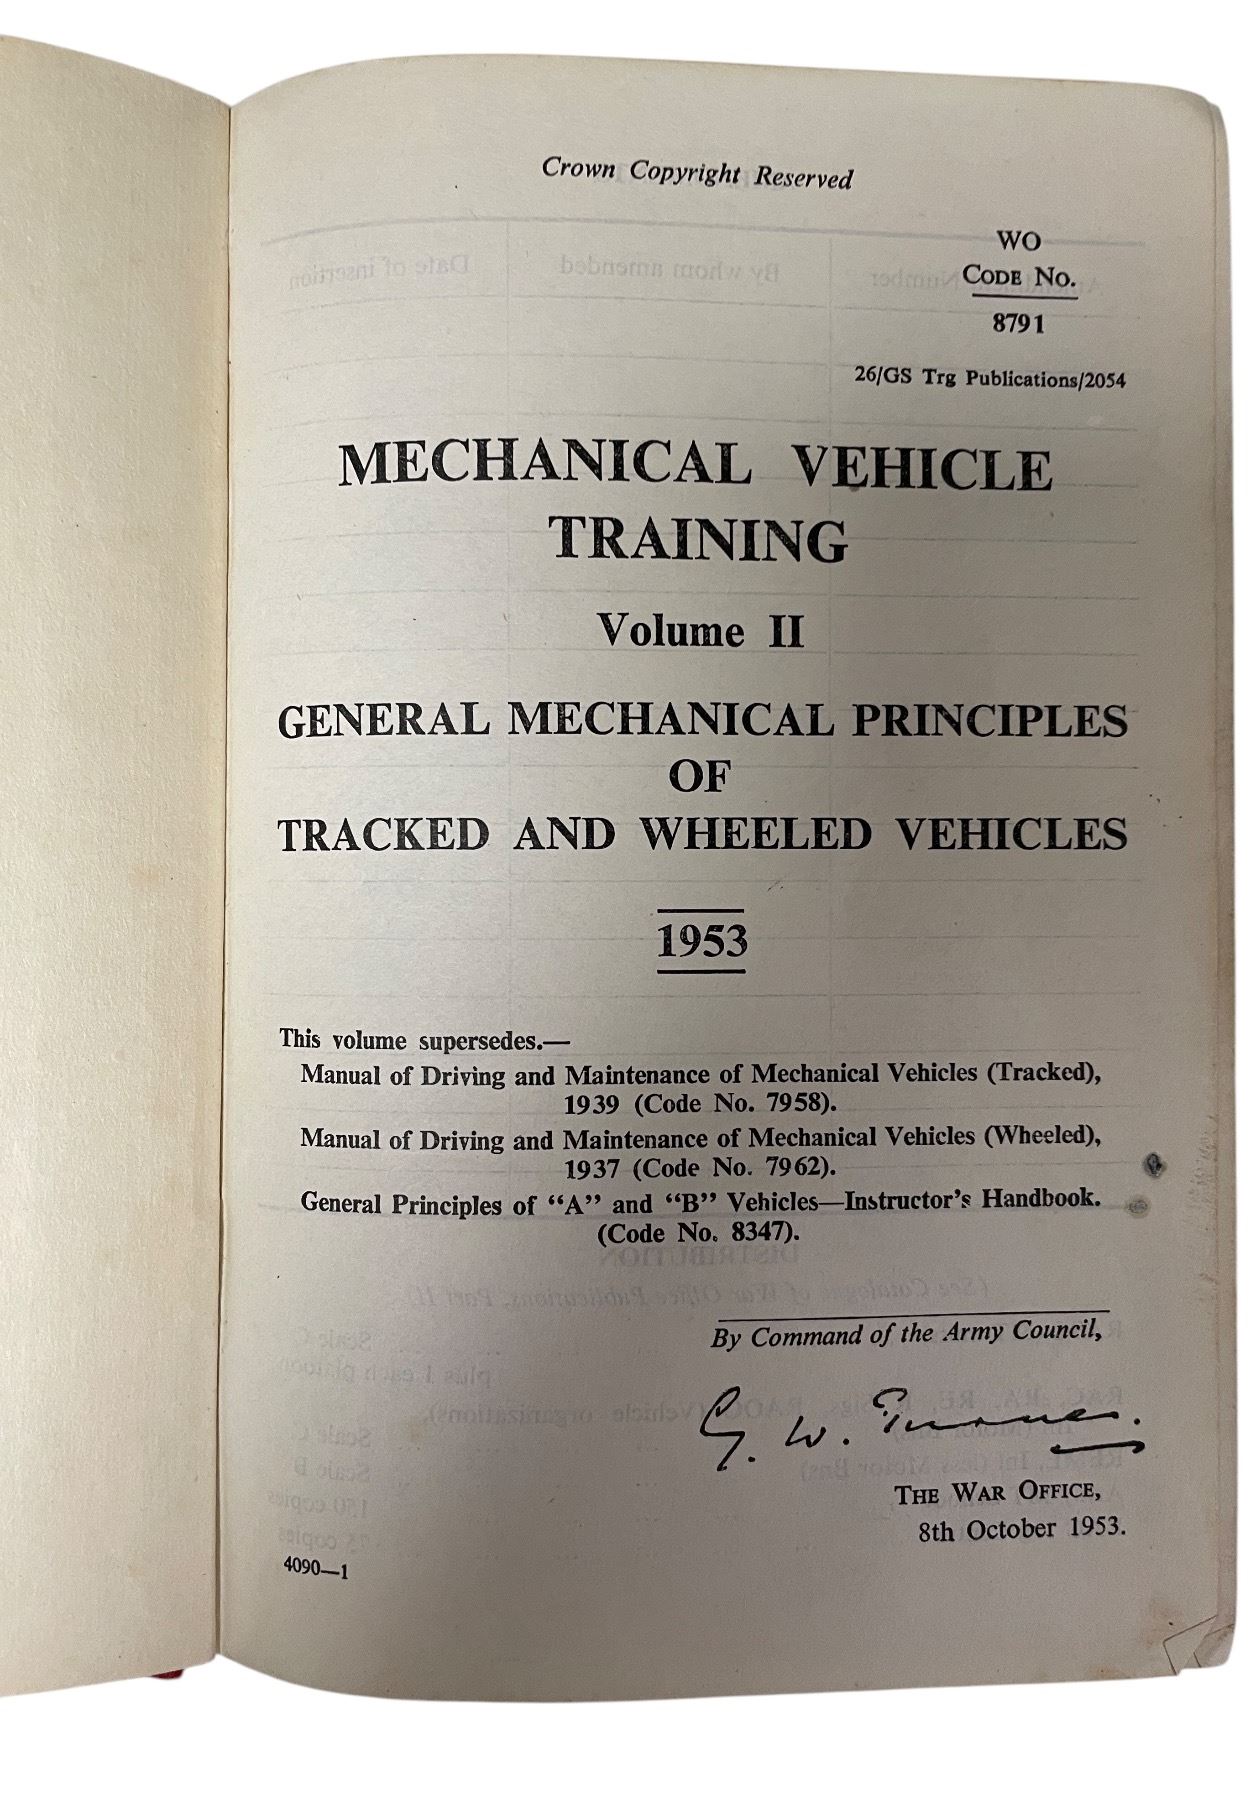 Crown Copyright Reserved
WO
CODE NO.
8791
26/GS Trg Publications/2054
MECHANICAL VEHICLE
TRAINING
Volume II
GENERAL MECHANICAL PRINCIPLES
OF
TRACKED AND WHEELED VEHICLES
1953
This volume supersedes.—
Manual of Driving and Maintenance of Mechanical Vehicles (Tracked),
1939 (Code No. 7958).
Manual of Driving and Maintenance of Mechanical Vehicles (Wheeled),
1937 (Code No. 7962).
General Principles of “A” and “B” Vehicles—Instructor’s Handbook.
(Code No. 8347).
By Command of the Army Council,
G. W. Turner.
THE WAR OFFICE,
8th October 1953.
4090—1